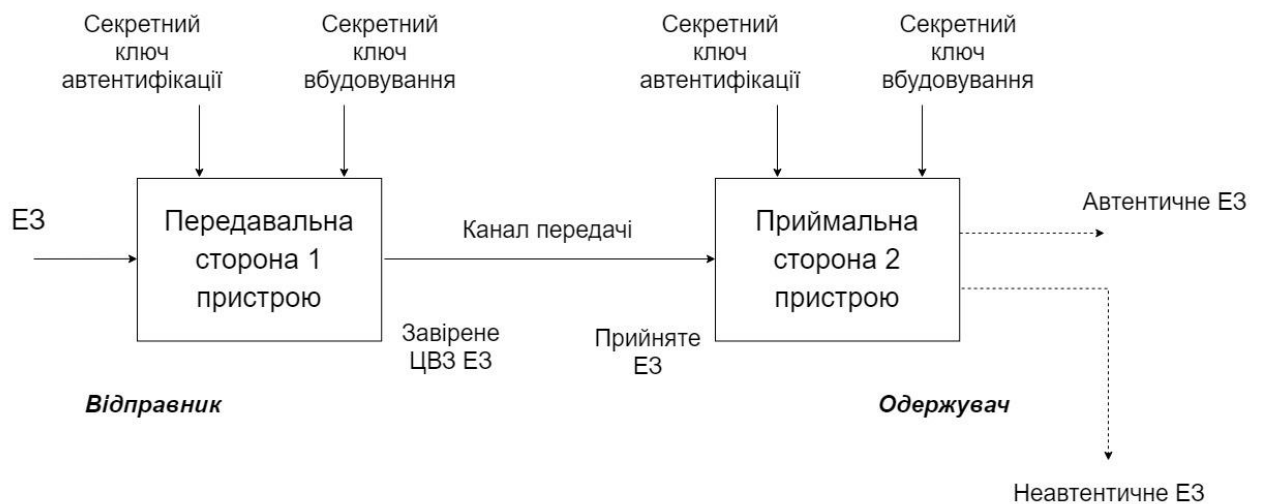 Секретний
ключ
автентифікації
Секретний
ключ
вбудовування
Секретний
ключ
автентифікації
Секретний
ключ
вбудовування
ЕЗ
Передавальна
сторона 1
пристрою
Канал передачі
Приймальна
сторона 2
пристрою
Автентичне ЕЗ
Завірене
ЦВЗ ЕЗ
Прийняте
ЕЗ
Відправник
Одержувач
Неавтентичне ЕЗ